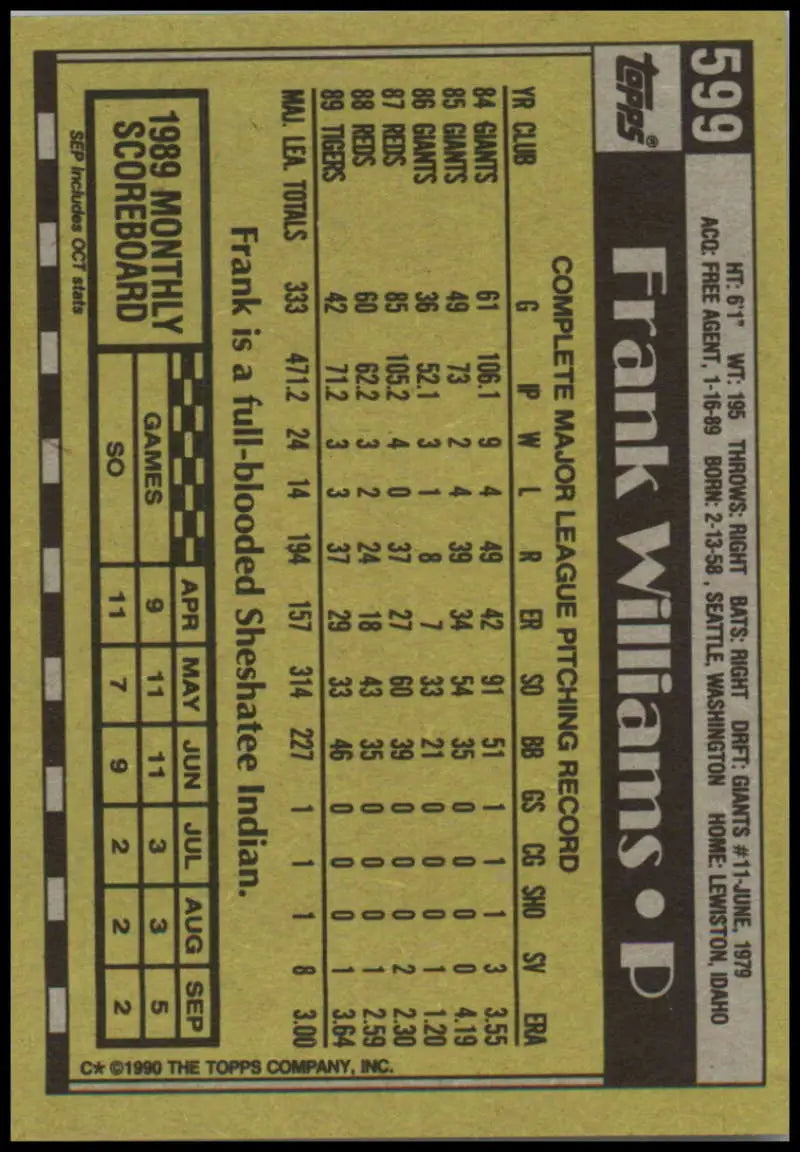 599
Topps®
HT: 6'1" WT: 195 THROWS: RIGHT BATS: RIGHT DRFT: GIANTS #11-JUNE, 1979
ACQ: FREE AGENT, 1-16-89 BORN: 2-13-58, SEATTLE, WASHINGTON HOME: LEWISTON, IDAHO
Frank Williams • P
COMPLETE MAJOR LEAGUE PITCHING RECORD
YR CLUB G IP W L R ER SO BB GS CG SHO SV ERA
84 GIANTS 61 106.1 9 4 49 42 91 51 1 1 1 3 3.55
85 GIANTS 49 73 2 4 39 34 54 35 0 0 0 0 4.19
86 GIANTS 36 52.1 3 1 8 7 33 21 0 0 0 1 1.20
87 REDS 85 105.2 4 0 37 27 60 39 0 0 0 2 2.30
88 REDS 60 62.2 3 2 24 18 43 35 0 0 0 1 2.59
89 TIGERS 42 71.2 3 3 37 29 33 46 0 0 0 1 3.64
MAJ. LEA. TOTALS 333 471.2 24 14 194 157 314 227 1 1 1 8 3.00
Frank is a full-blooded Sheshatee Indian.
1989 MONTHLY
SCOREBOARD
APR MAY JUN JUL AUG SEP
GAMES 9 11 11 3 3 5
SO 11 7 9 2 2 2
SEP includes OCT stats
C* ©1990 THE TOPPS COMPANY, INC.